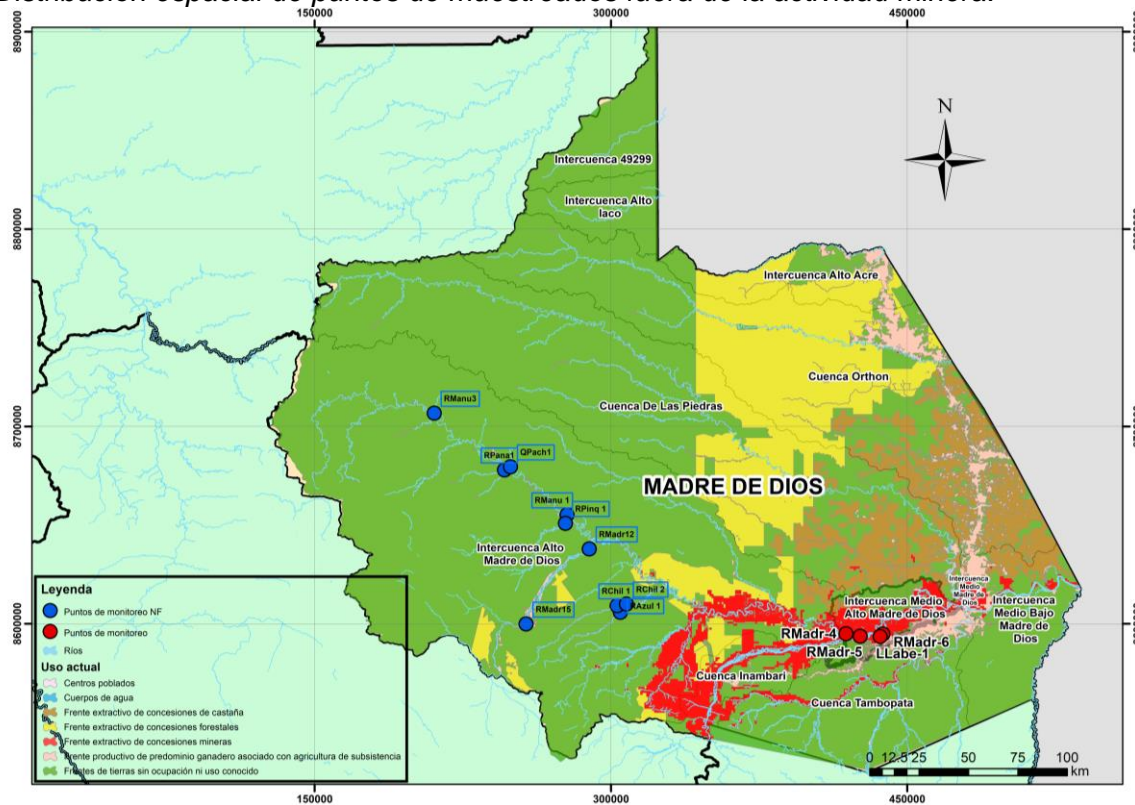 Distribución espacial de puntos de muestreados fuera de la actividad minera.
150000
300000
450000
8900000
8800000
8700000
8600000
N
Intercuenca 49299
Intercuenca Alto
Iaco
Intercuenca Alto Acre
Cuenca Orthon
Cuenca De Las Piedras
MADRE DE DIOS
RManu3
RPana1
QPach1
RManu 1
RPinq 1
RMadr12
Intercuenca Alto
Madre de Dios
RChil 1
RChil 2
RAzul 1
RMadr15
Intercuenca Medio
Alto Madre de Dios
Intercuenca
Medio
Madre de
Dios
Intercuenca
Medio Bajo
Madre de
Dios
RMadr-4
RMadr-5
RMadr-6
LLabe-1
Cuenca Inambari
Cuenca Tambopata
Leyenda
Puntos de monitoreo NF
Puntos de monitoreo
Ríos
Uso actual
Centros poblados
Cuerpos de agua
Frente extractivo de concesiones de castaña
Frente extractivo de concesiones forestales
Frente extractivo de concesiones mineras
Frente productivo de predominio ganadero asociado con agricultura de subsistencia
Frentes de tierras sin ocupación ni uso conocido
0 12.5 25 50 75 100
km
150000
300000
450000